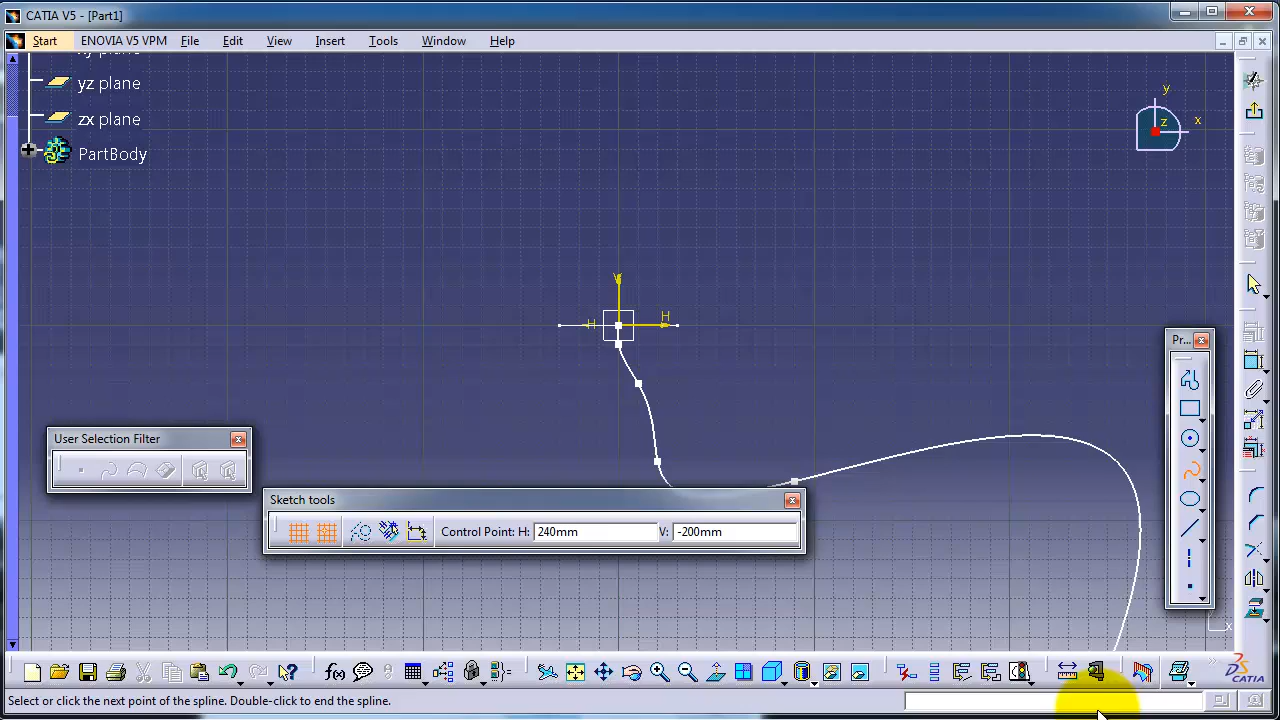 CATIA V5 - [Part1]
Start ENOVIA V5 VPM File Edit View Insert Tools Window Help
yz plane
zx plane
PartBody
y
x
z
V
H
H
Pr...
User Selection Filter
Sketch tools
Control Point: H: 240mm V: -200mm
f(x)
CATIA
Select or click the next point of the spline. Double-click to end the spline.